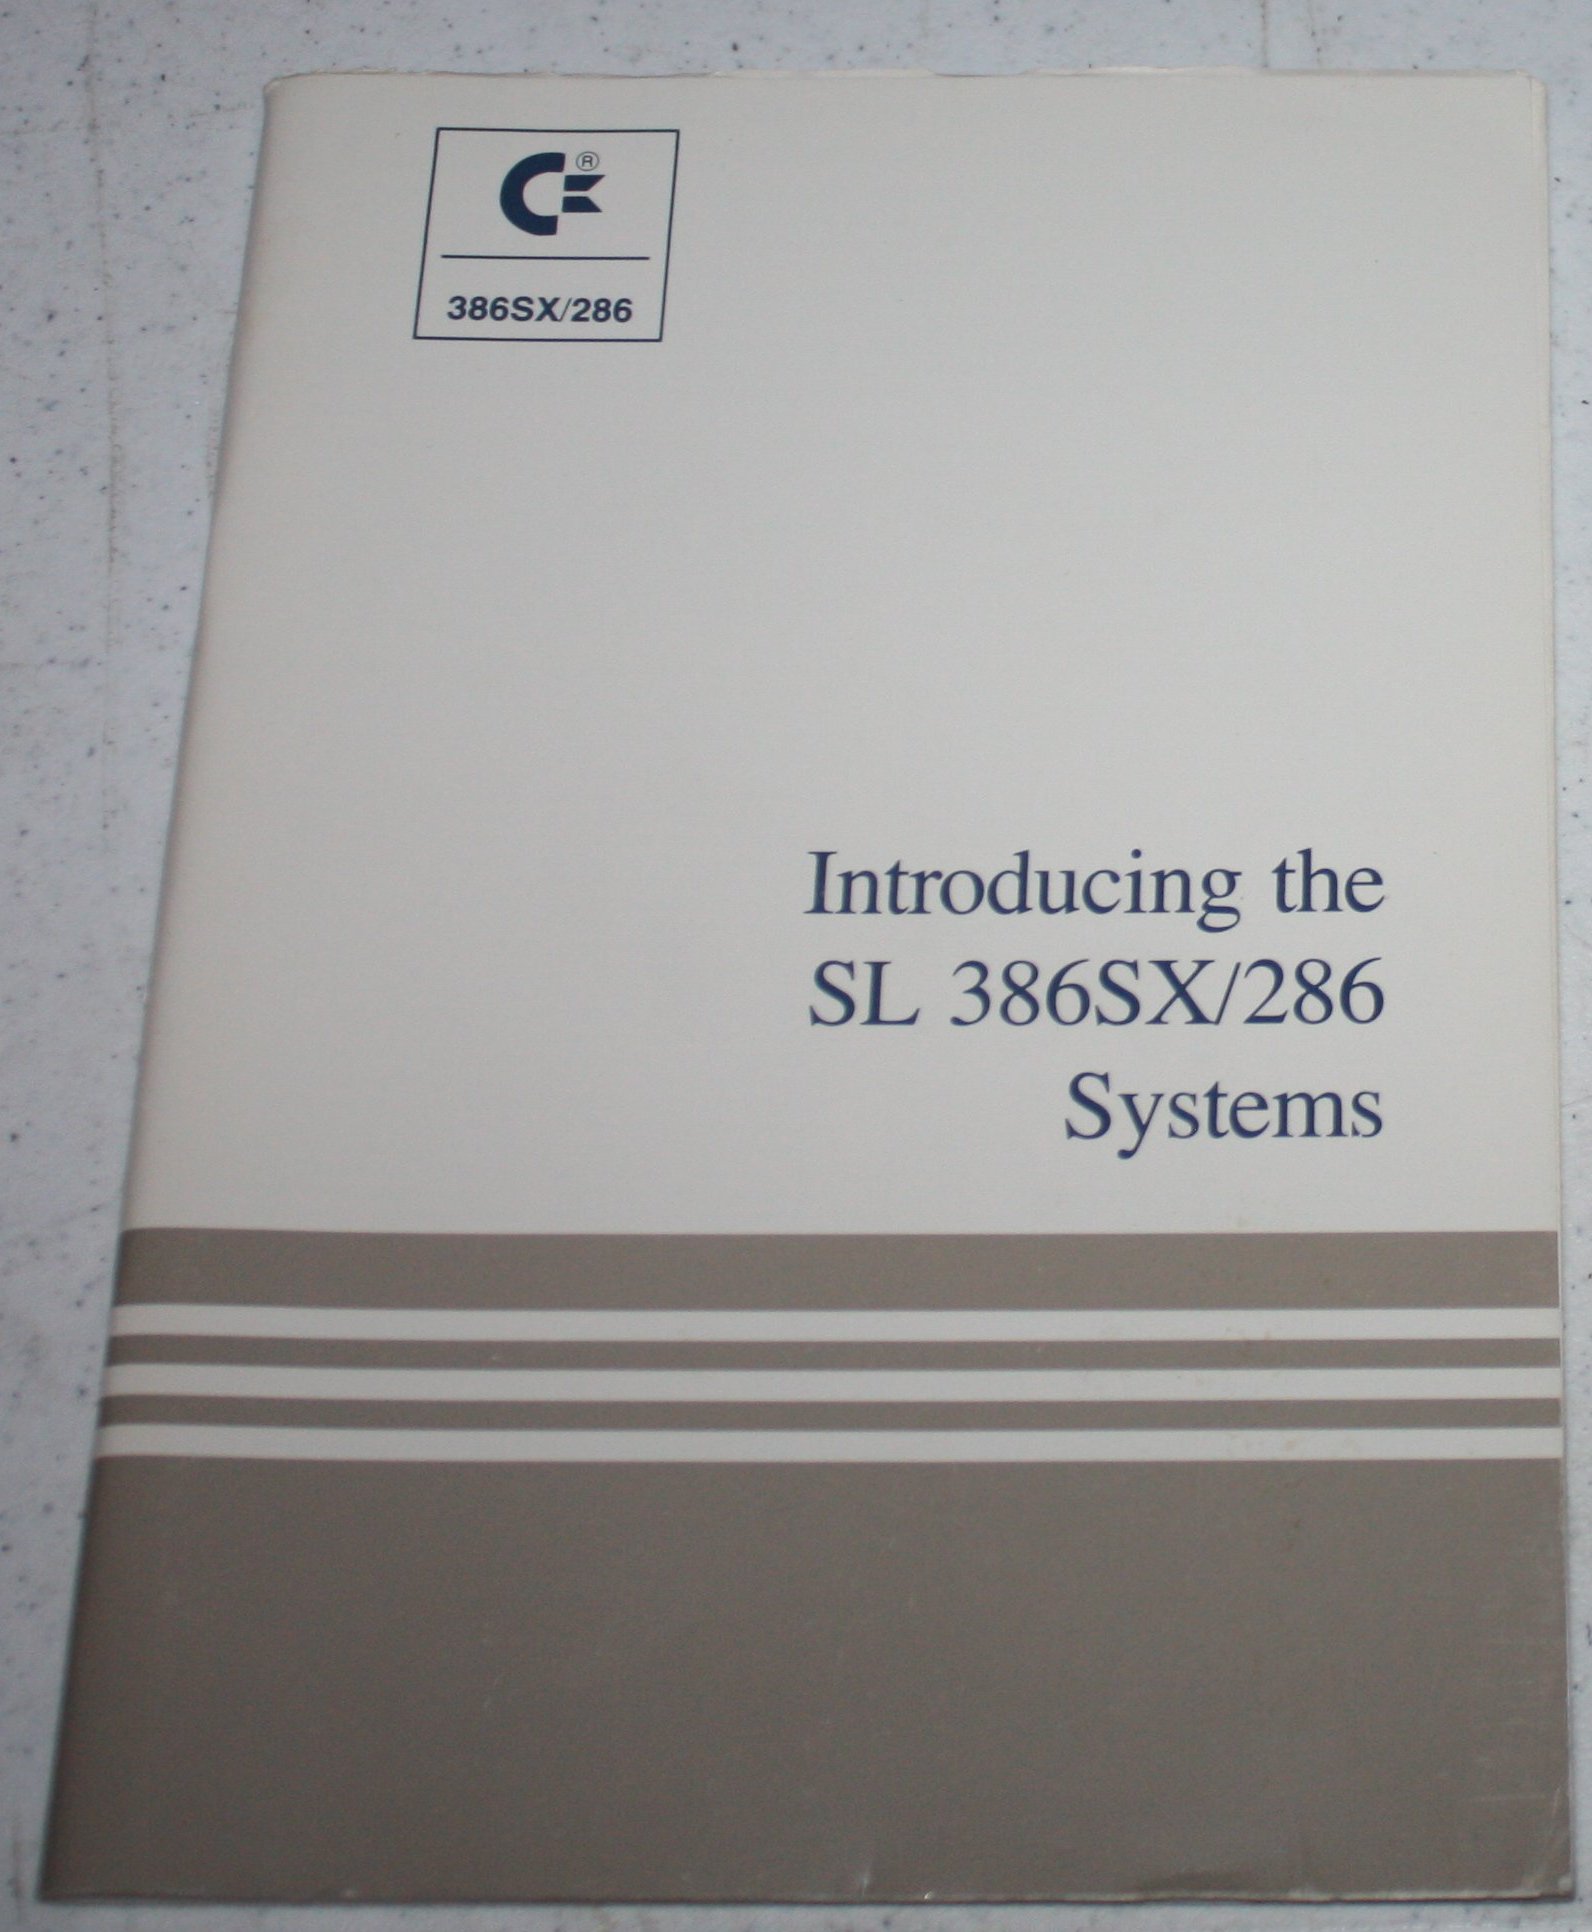 ®
386SX/286
Introducing the
SL 386SX/286
Systems